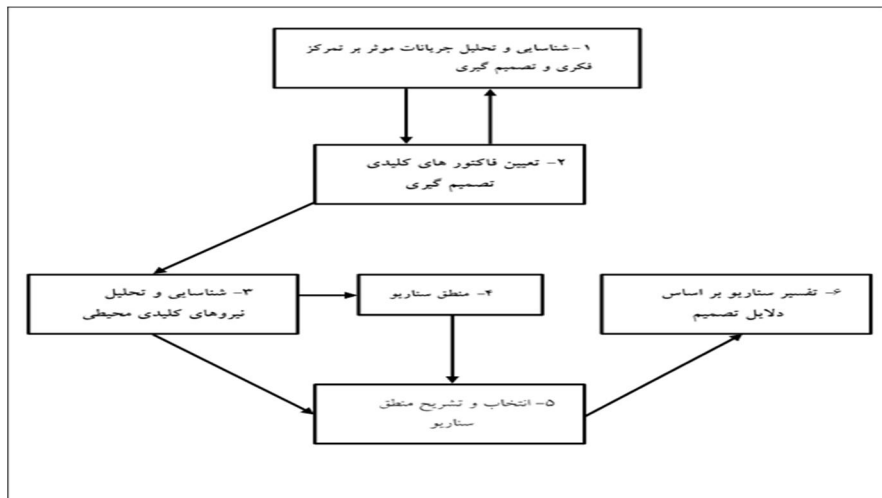 ۱- شناسایی و تحلیل جریانات موثر بر تمرکز
فکری و تصمیم گیری
۲- تعیین فاکتور های کلیدی
تصمیم گیری
۳- شناسایی و تحلیل
نیروهای کلیدی محیطی
۴- منطق سناریو
۵- انتخاب و تشریح منطق
سناریو
۶- تفسیر سناریو بر اساس
دلایل تصمیم